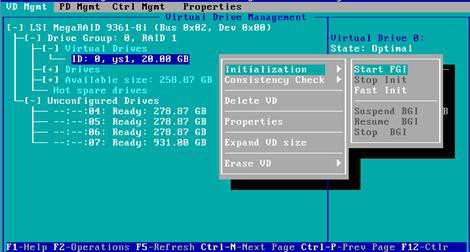 VD Mgmt PD Mgmt Ctrl Mgmt Properties
Virtual Drive Management
[-] LSI MegaRAID 9361-8i (Bus 0x02, Dev 0x00)
[-] Drive Group: 0, RAID 1
[-] Virtual Drives
ID: 0, ys1, 20.00 GB
[+] Drives
[+] Available size: 258.87 GB
Hot spare drives
[-] Unconfigured Drives
--:--:04: Ready: 278.87 GB
--:--:05: Ready: 278.87 GB
--:--:06: Ready: 278.87 GB
--:--:07: Ready: 931.00 GB
Initialization
Consistency Check
Delete VD
Properties
Expand VD size
Erase VD
Start FGI
Stop Init
Fast Init
Suspend BGI
Resume BGI
Stop BGI
Virtual Drive 0:
State: Optimal
B
F1-Help F2-Operations F5-Refresh Ctrl-N-Next Page Ctrl-P-Prev Page F12-Ctlr